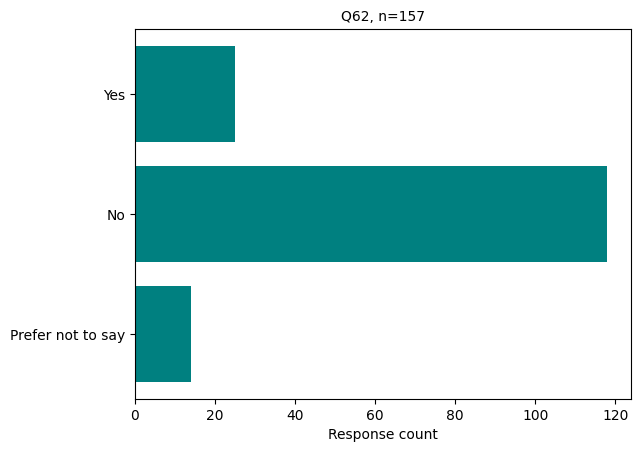 Q62, n=157
Yes
No
Prefer not to say
0 20 40 60 80 100 120
Response count